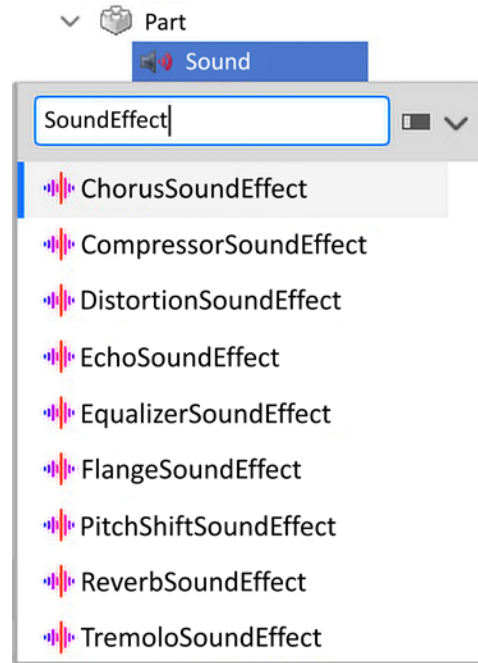 Part
Sound
SoundEffect
ChorusSoundEffect
CompressorSoundEffect
DistortionSoundEffect
EchoSoundEffect
EqualizerSoundEffect
FlangeSoundEffect
PitchShiftSoundEffect
ReverbSoundEffect
TremoloSoundEffect